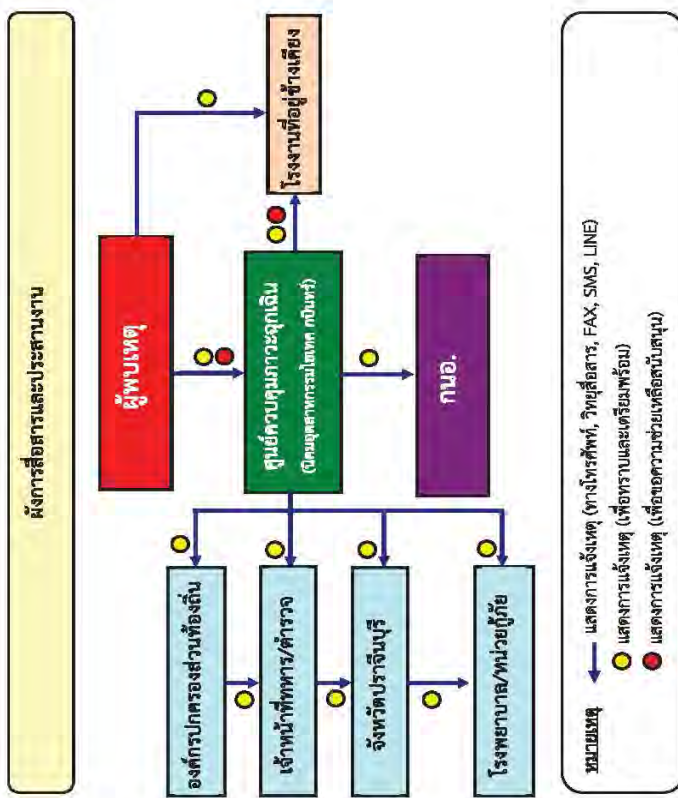 ผังการสื่อสารและประสานงาน
ผู้พบเหตุ
โรงงานที่อยู่ข้างเคียง
ศูนย์ควบคุมภาวะฉุกเฉิน
(นิคมอุตสาหกรรมไฮเทค กบินทร์)
กนอ.
องค์กรปกครองส่วนท้องถิ่น
เจ้าหน้าที่ทหาร/ตำรวจ
จังหวัดปราจีนบุรี
โรงพยาบาล/หน่วยกู้ภัย
หมายเหตุ แสดงการแจ้งเหตุ (ทางโทรศัพท์, วิทยุสื่อสาร, FAX, SMS, LINE)
แสดงการแจ้งเหตุ (เพื่อทราบและเตรียมพร้อม)
แสดงการแจ้งเหตุ (เพื่อขอความช่วยเหลือสนับสนุน)